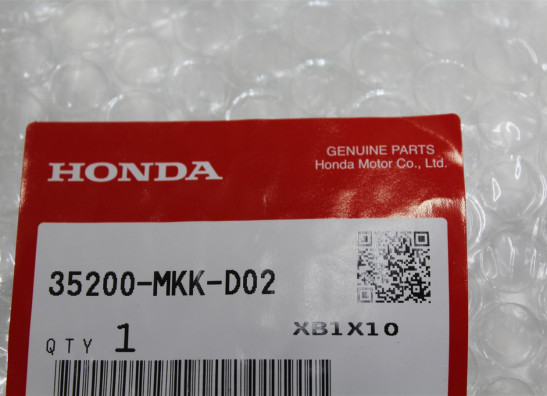 HONDA
GENUINE PARTS
Honda Motor Co., Ltd.
35200-MKK-D02
QTY 1
XB1X10